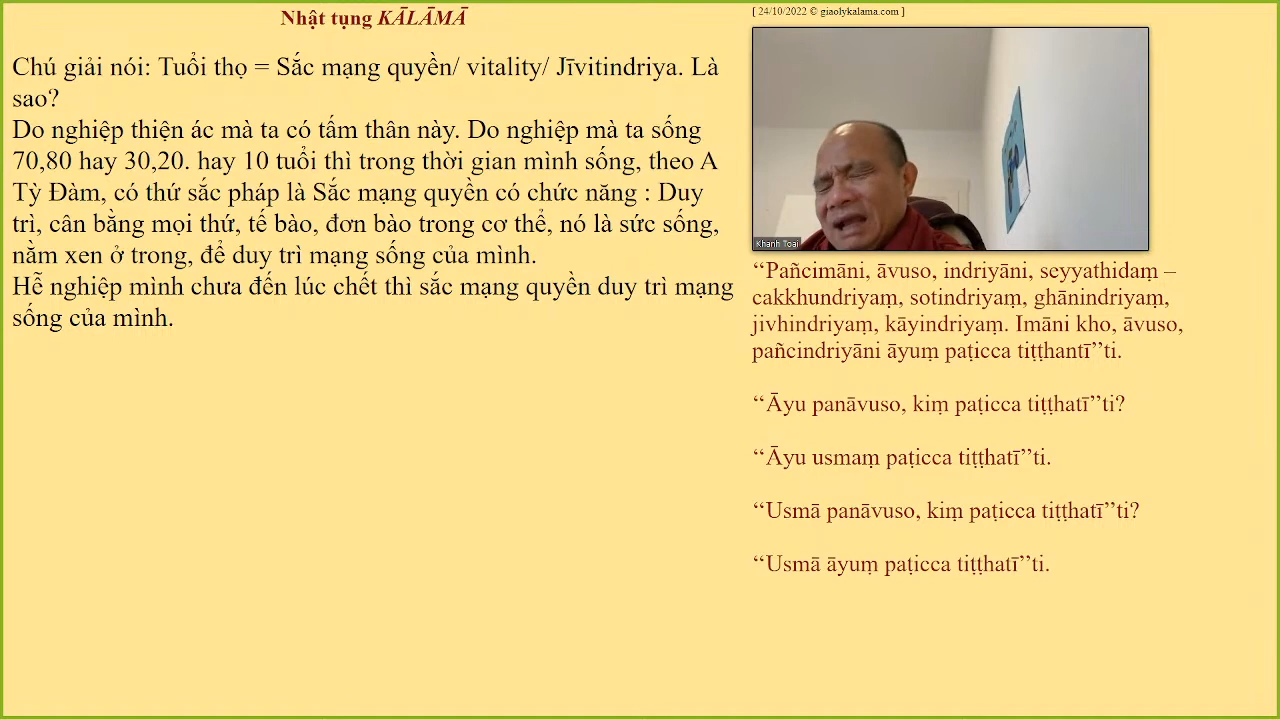 Nhật tụng KĀLĀMĀ
Chú giải nói: Tuổi thọ = Sắc mạng quyền/ vitality/ Jīvitindriya. Là
sao?
Do nghiệp thiện ác mà ta có tấm thân này. Do nghiệp mà ta sống
70,80 hay 30,20. hay 10 tuổi thì trong thời gian mình sống, theo A
Tỳ Đàm, có thứ sắc pháp là Sắc mạng quyền có chức năng : Duy
trì, cân bằng mọi thứ, tế bào, đơn bào trong cơ thể, nó là sức sống,
nằm xen ở trong, để duy trì mạng sống của mình.
Hễ nghiệp mình chưa đến lúc chết thì sắc mạng quyền duy trì mạng
sống của mình.
[ 24/10/2022 © giaolykalama.com ]
Khanh Toai
“Pañcimāni, āvuso, indriyāni, seyyathidaṃ –
cakkhundriyaṃ, sotindriyaṃ, ghānindriyaṃ,
jivhindriyaṃ, kāyindriyaṃ. Imāni kho, āvuso,
pañcindriyāni āyuṃ paṭicca tiṭṭhantī”ti.
“Āyu panāvuso, kiṃ paṭicca tiṭṭhatī”ti?
“Āyu usmaṃ paṭicca tiṭṭhatī”ti.
“Usmā panāvuso, kiṃ paṭicca tiṭṭhatī”ti?
“Usmā āyuṃ paṭicca tiṭṭhatī”ti.